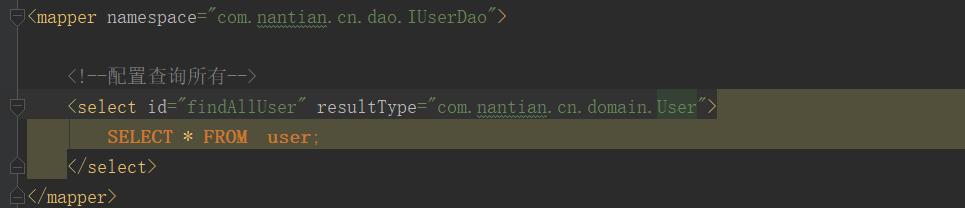 <mapper namespace="com.nantian.cn.dao.IUserDao">
<!--配置查询所有-->
<select id="findAllUser" resultType="com.nantian.cn.domain.User">
SELECT * FROM  user;
</select>
</mapper>